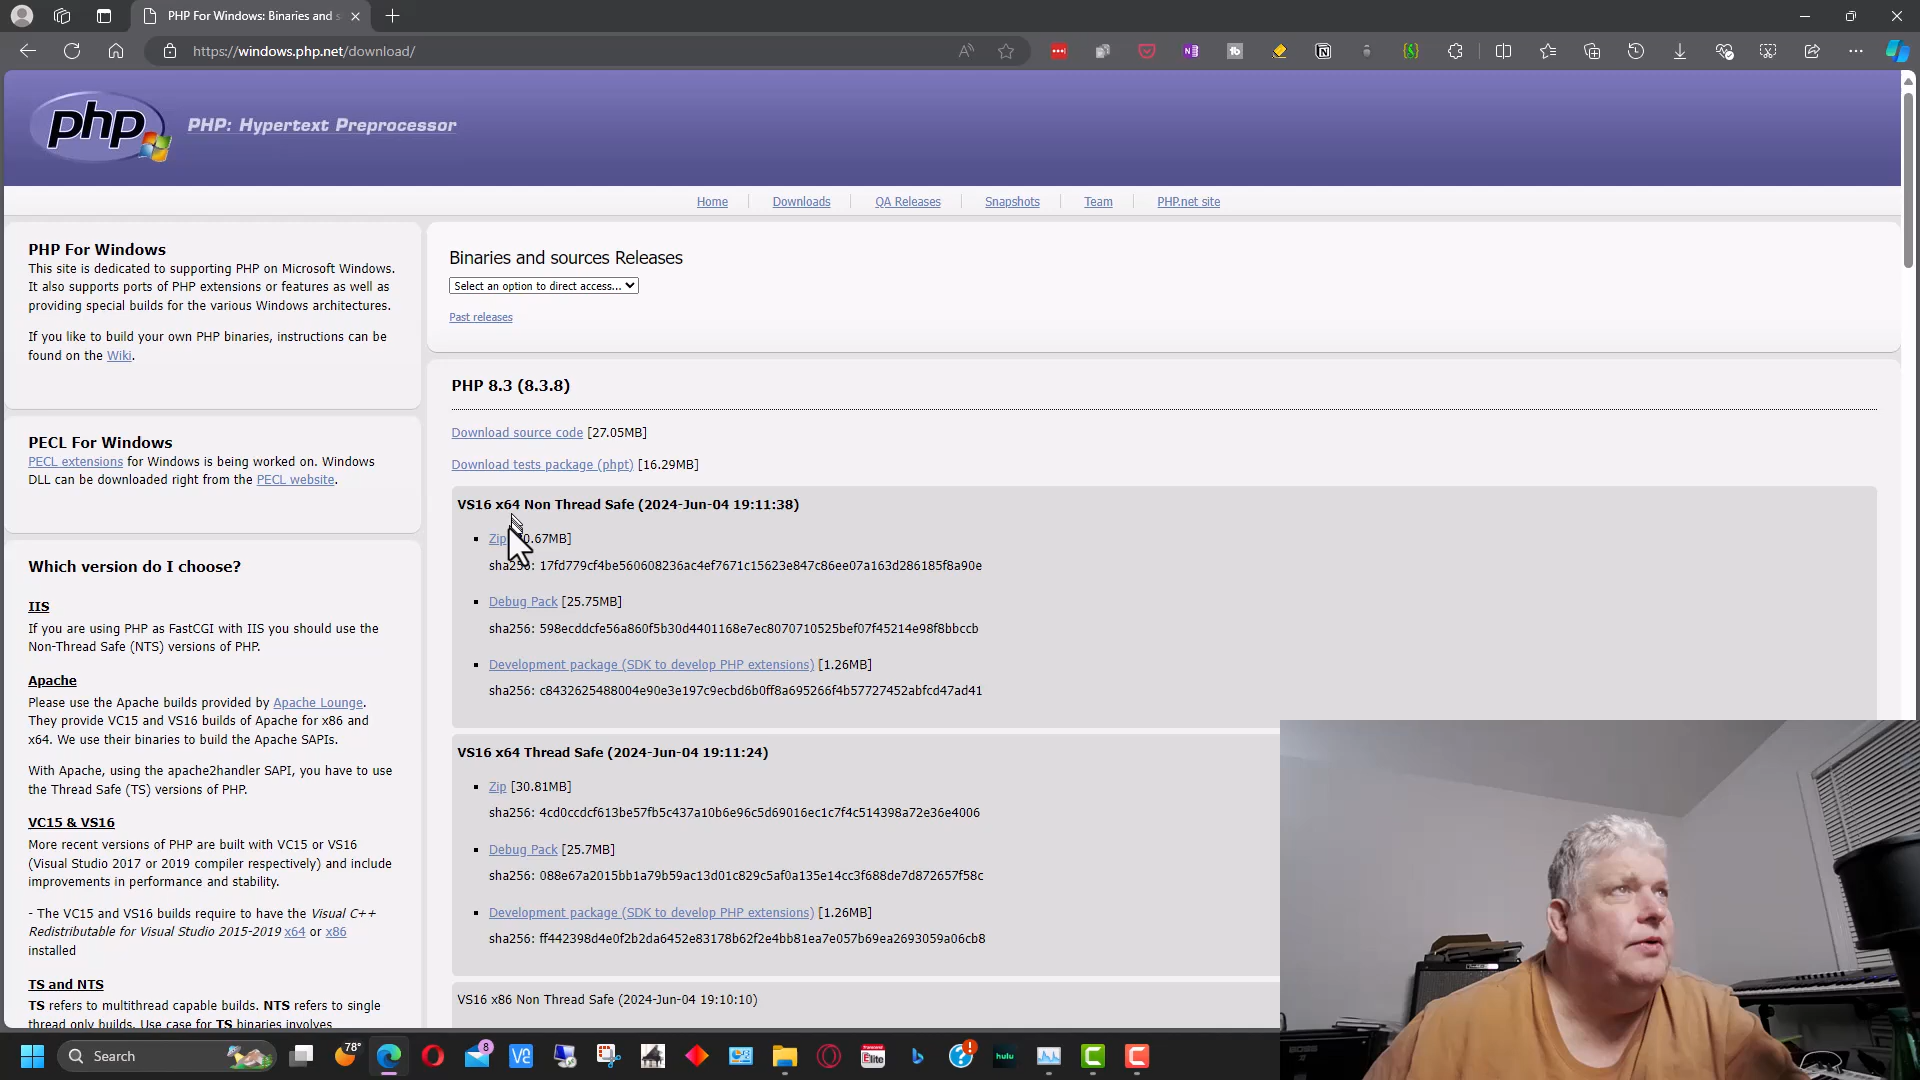 PHP For Windows: Binaries and s
https://windows.php.net/download/
php
PHP: Hypertext Preprocessor
Home
Downloads
QA Releases
Snapshots
Team
PHP.net site
PHP For Windows
This site is dedicated to supporting PHP on Microsoft Windows.
It also supports ports of PHP extensions or features as well as
providing special builds for the various Windows architectures.
If you like to build your own PHP binaries, instructions can be
found on the Wiki.
PECL For Windows
PECL extensions for Windows is being worked on. Windows
DLL can be downloaded right from the PECL website.
Which version do I choose?
IIS
If you are using PHP as FastCGI with IIS you should use the
Non-Thread Safe (NTS) versions of PHP.
Apache
Please use the Apache builds provided by Apache Lounge.
They provide VC15 and VS16 builds of Apache for x86 and
x64. We use their binaries to build the Apache SAPIs.
With Apache, using the apache2handler SAPI, you have to use
the Thread Safe (TS) versions of PHP.
VC15 & VS16
More recent versions of PHP are built with VC15 or VS16
(Visual Studio 2017 or 2019 compiler respectively) and include
improvements in performance and stability.
- The VC15 and VS16 builds require to have the Visual C++
Redistributable for Visual Studio 2015-2019 x64 or x86
installed
TS and NTS
TS refers to multithread capable builds. NTS refers to single
thread only builds. Use case for TS binaries involves
Binaries and sources Releases
Select an option to direct access...
Past releases
PHP 8.3 (8.3.8)
Download source code [27.05MB]
Download tests package (phpt) [16.29MB]
VS16 x64 Non Thread Safe (2024-Jun-04 19:11:38)
Zip 0.67MB]
sha256: 17fd779cf4be560608236ac4ef7671c15623e847c86ee07a163d286185f8a90e
Debug Pack [25.75MB]
sha256: 598ecddcfe56a860f5b30d4401168e7ec8070710525bef07f45214e98f8bbccb
Development package (SDK to develop PHP extensions) [1.26MB]
sha256: c8432625488004e90e3e197c9ecbd6b0ff8a695266f4b57727452abfcd47ad41
VS16 x64 Thread Safe (2024-Jun-04 19:11:24)
Zip [30.81MB]
sha256: 4cd0ccdcf613be57fb5c437a10b6e96c5d69016ec1c7f4c514398a72e36e4006
Debug Pack [25.7MB]
sha256: 088e67a2015bb1a79b59ac13d01c829c5af0a135e14cc3f688de7d872657f58c
Development package (SDK to develop PHP extensions) [1.26MB]
sha256: ff442398d4e0f2b2da6452e83178b62f2e4bb81ea7e057b69ea2693059a06cb8
VS16 x86 Non Thread Safe (2024-Jun-04 19:10:10)
Search
78°
8
hulu